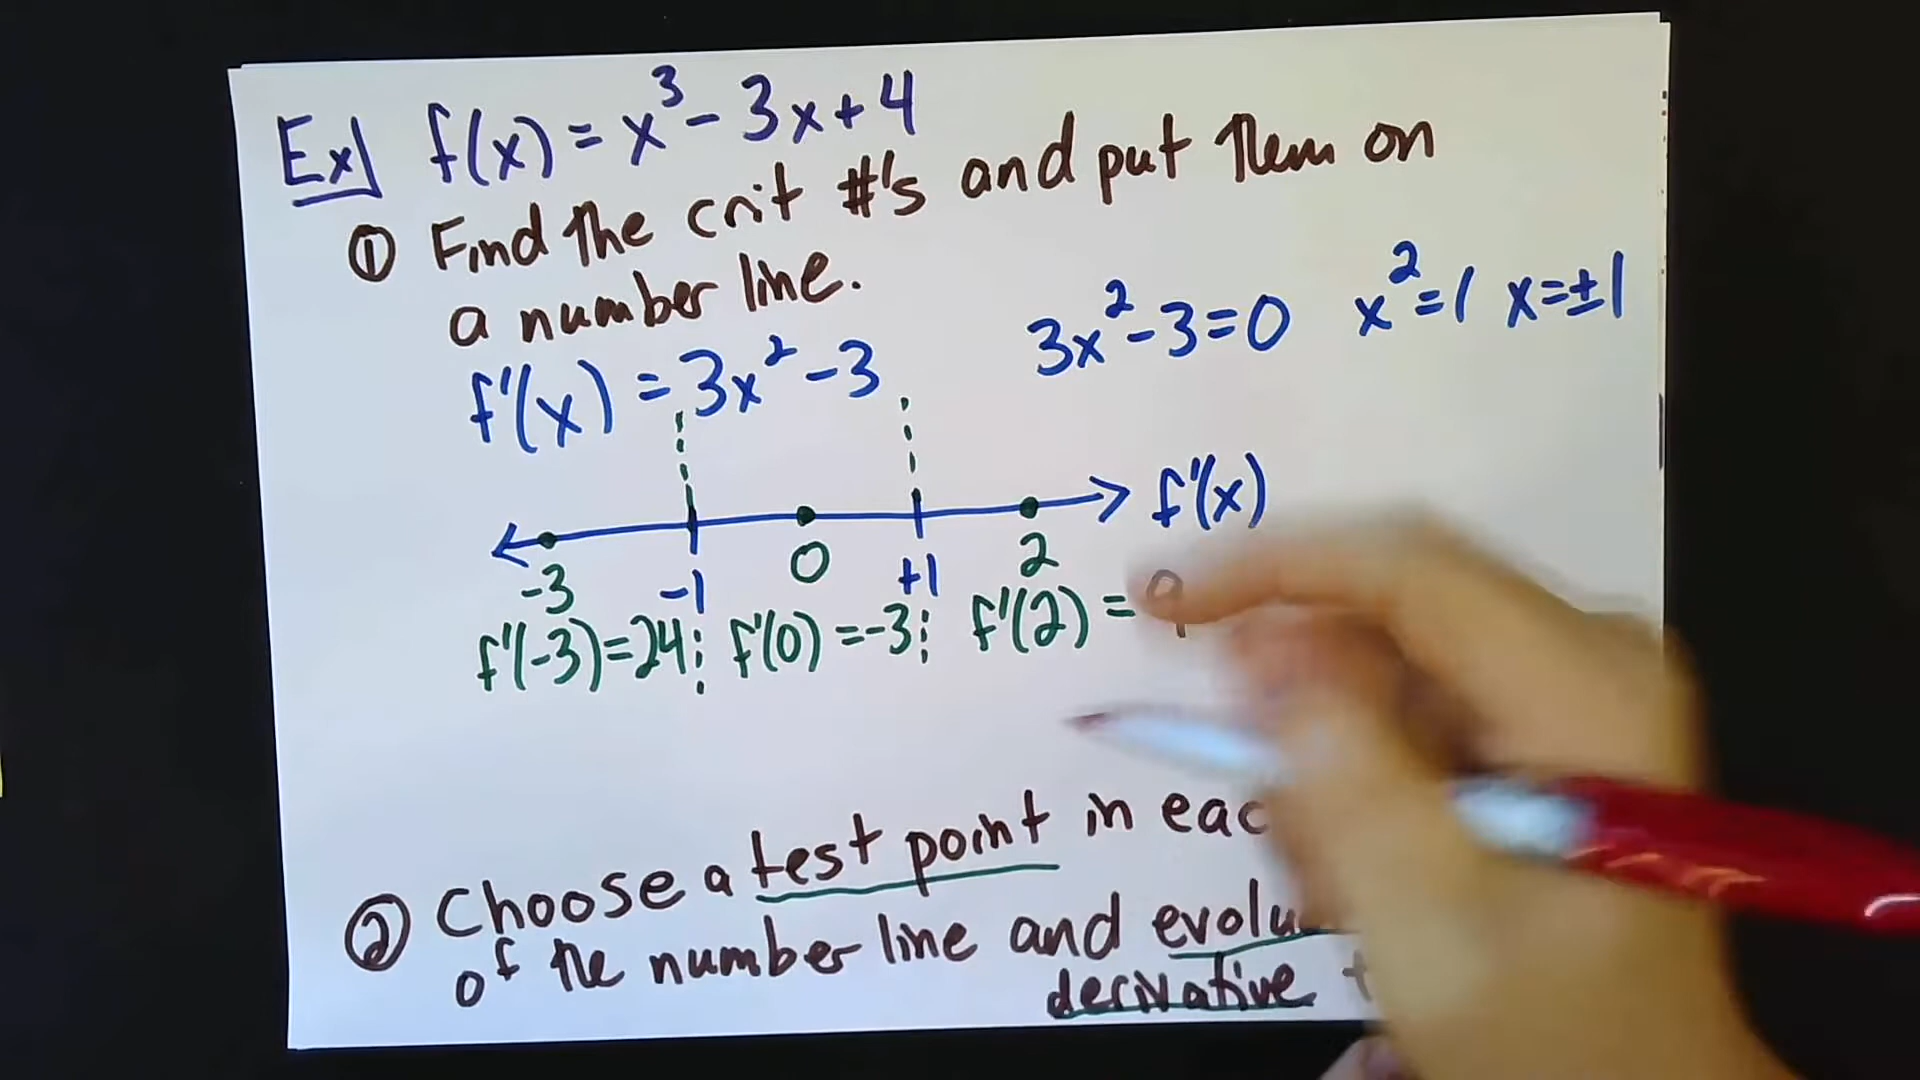 Ex) f(x) = x³ - 3x + 4
① Find the crit #'s and put them on
a number line.
3x² - 3 = 0 x² = 1 x = ±1
f'(x) = 3x² - 3
f'(x)
-3 -1 0 +1 2
f'(-3) = 24 f'(0) = -3 f'(2) = 9
② Choose a test point in eac
of the number line and evalu
derivative